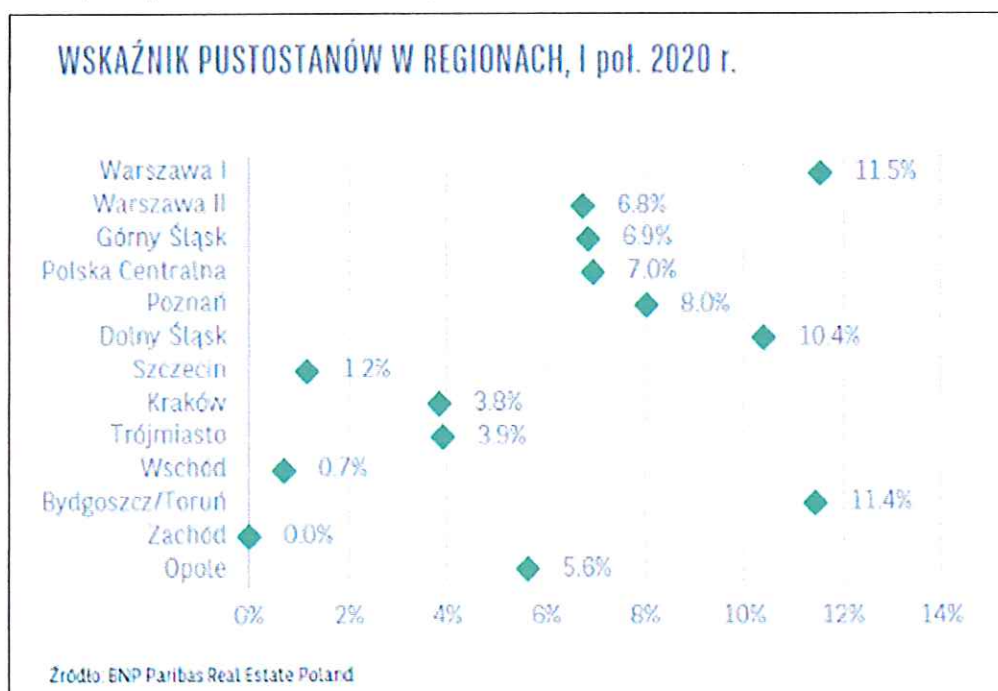 WSKAŹNIK PUSTOSTANÓW W REGIONACH, I poł. 2020 r.
Warszawa I 11.5%
Warszawa II 6.8%
Górny Śląsk 6.9%
Polska Centralna 7.0%
Poznań 8.0%
Dolny Śląsk 10.4%
Szczecin 1.2%
Kraków 3.8%
Trójmiasto 3.9%
Wschód 0.7%
Bydgoszcz/Toruń 11.4%
Zachód 0.0%
Opole 5.6%
0% 2% 4% 6% 8% 10% 12% 14%
Źródło: BNP Paribas Real Estate Poland